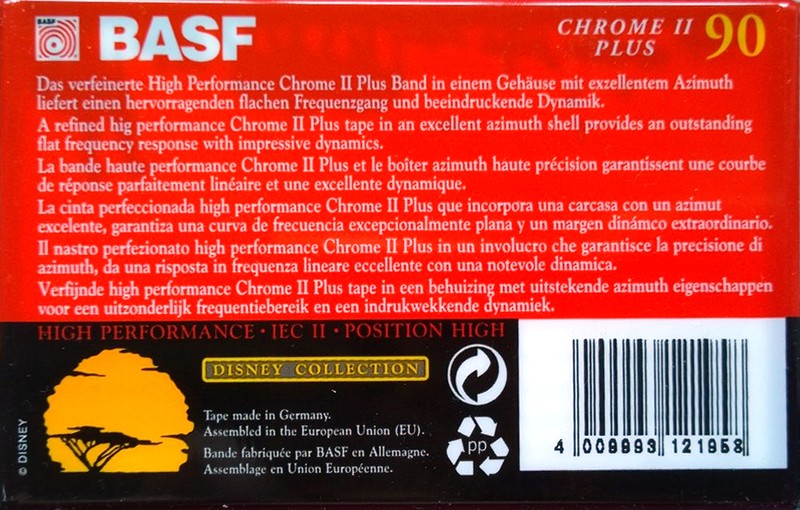 BASF
BASF
CHROME II
PLUS
90
Das verfeinerte High Performance Chrome II Plus Band in einem Gehäuse mit exzellentem Azimuth
liefert einen hervorragenden flachen Frequenzgang und beeindruckende Dynamik.
A refined hig performance Chrome II Plus tape in an excellent azimuth shell provides an outstanding
flat frequency response with impressive dynamics.
La bande haute performance Chrome II Plus et le boîter azimuth haute précision garantissent une courbe
de réponse parfaitement linéaire et une excellente dynamique.
La cinta perfeccionada high performance Chrome II Plus que incorpora una carcasa con un azimut
excelente, garantiza una curva de frecuencia excepcionalmente plana y un margen dinámco extraordinario.
Il nastro perfezionato high performance Chrome II Plus in un involucro che garantisce la precisione di
azimuth, da una risposta in frequenza lineare eccellente con una notevole dinamica.
Verfijnde high performance Chrome II Plus tape in een behuizing met uitstekende azimuth eigenschappen
voor een uitzonderlijk frequentiebereik en een indrukwekkende dynamiek.
HIGH PERFORMANCE · IEC II · POSITION HIGH
DISNEY COLLECTION
Tape made in Germany.
Assembled in the European Union (EU).
Bande fabriquée par BASF en Allemagne.
Assemblage en Union Européenne.
© DISNEY
PP
4 009993 121958